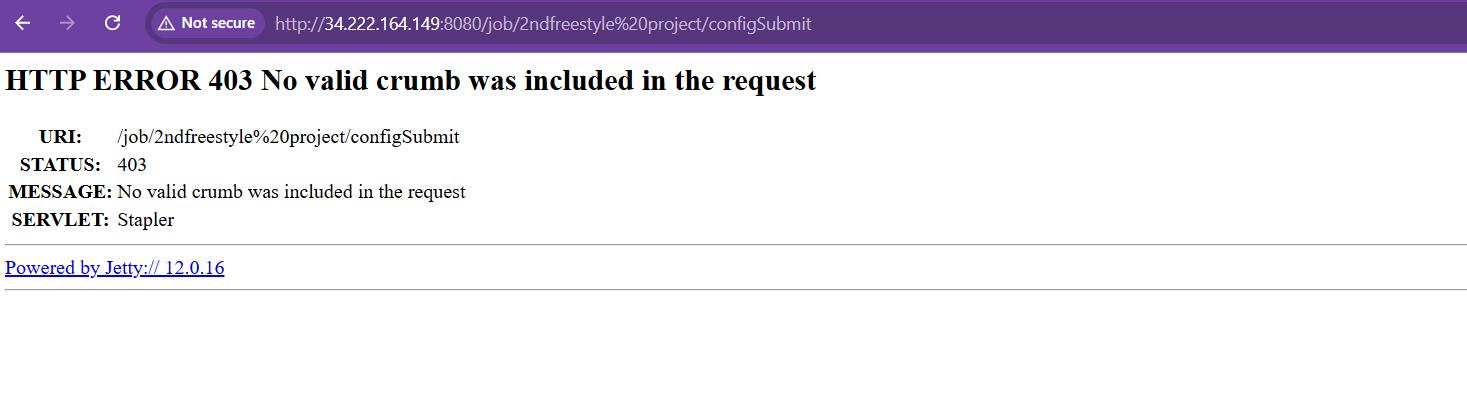 Not secure http://34.222.164.149:8080/job/2ndfreestyle%20project/configSubmit
HTTP ERROR 403 No valid crumb was included in the request
URI: /job/2ndfreestyle%20project/configSubmit
STATUS: 403
MESSAGE: No valid crumb was included in the request
SERVLET: Stapler
Powered by Jetty:// 12.0.16